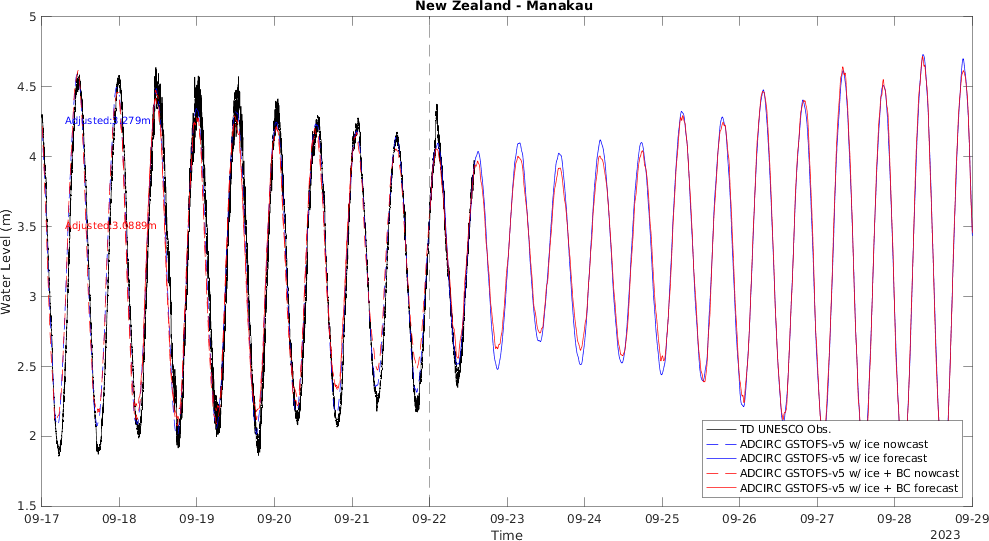 New Zealand - Manakau
5
4.5
4
3.5
3
2.5
2
1.5
Water Level (m)
Adjusted:3.279m
Adjusted:3.0889m
TD UNESCO Obs.
ADCIRC GSTOFS-v5 w/ ice nowcast
ADCIRC GSTOFS-v5 w/ ice forecast
ADCIRC GSTOFS-v5 w/ ice + BC nowcast
ADCIRC GSTOFS-v5 w/ ice + BC forecast
09-17 09-18 09-19 09-20 09-21 09-22 09-23 09-24 09-25 09-26 09-27 09-28 09-29
Time
2023